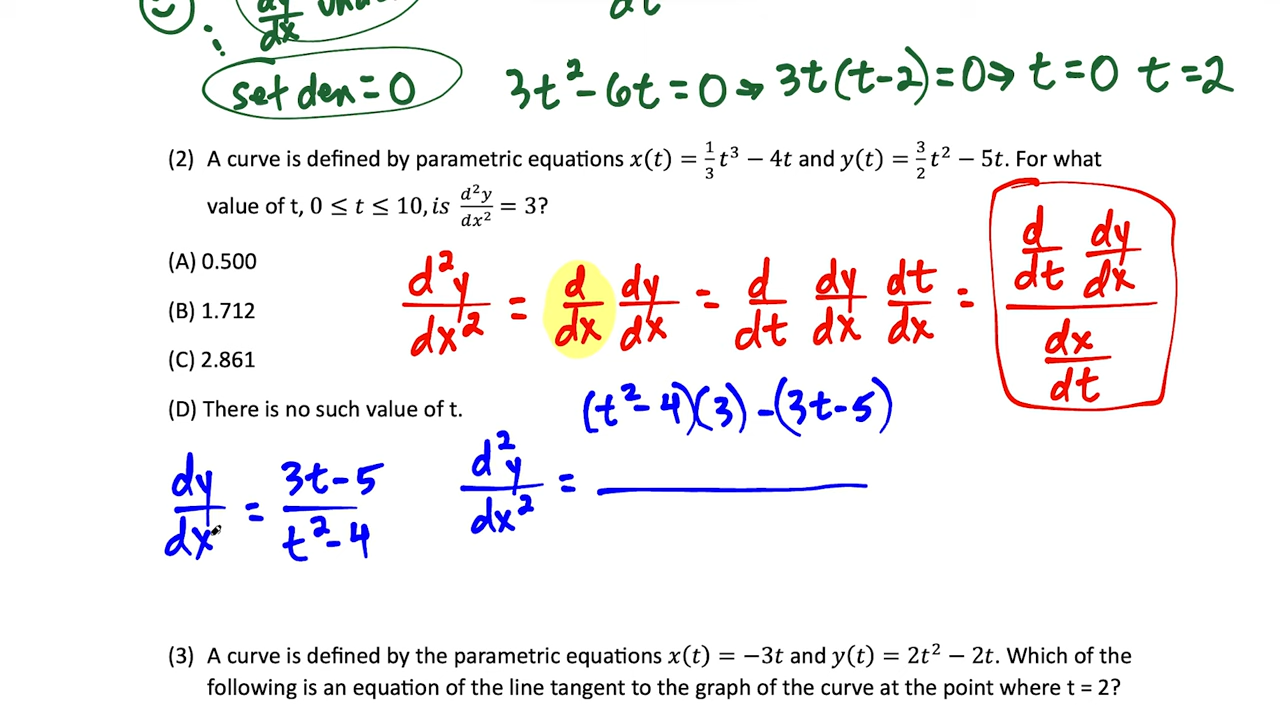 dy/dx
dt
set den = 0 3t² - 6t = 0 → 3t(t-2) = 0 → t = 0 t = 2
(2) A curve is defined by parametric equations x(t) = 1/3 t³ − 4t and y(t) = 3/2 t² − 5t. For what
value of t, 0 ≤ t ≤ 10, is d²y/dx² = 3?
(A) 0.500
(B) 1.712
(C) 2.861
(D) There is no such value of t.
d²y/dx² = d/dx dy/dx = d/dt dy/dx dt/dx = (d/dt dy/dx)/(dx/dt)
(t² - 4)(3) - (3t - 5)
dy/dx = (3t - 5)/(t² - 4) d²y/dx² =
(3) A curve is defined by the parametric equations x(t) = −3t and y(t) = 2t² − 2t. Which of the
following is an equation of the line tangent to the graph of the curve at the point where t = 2?